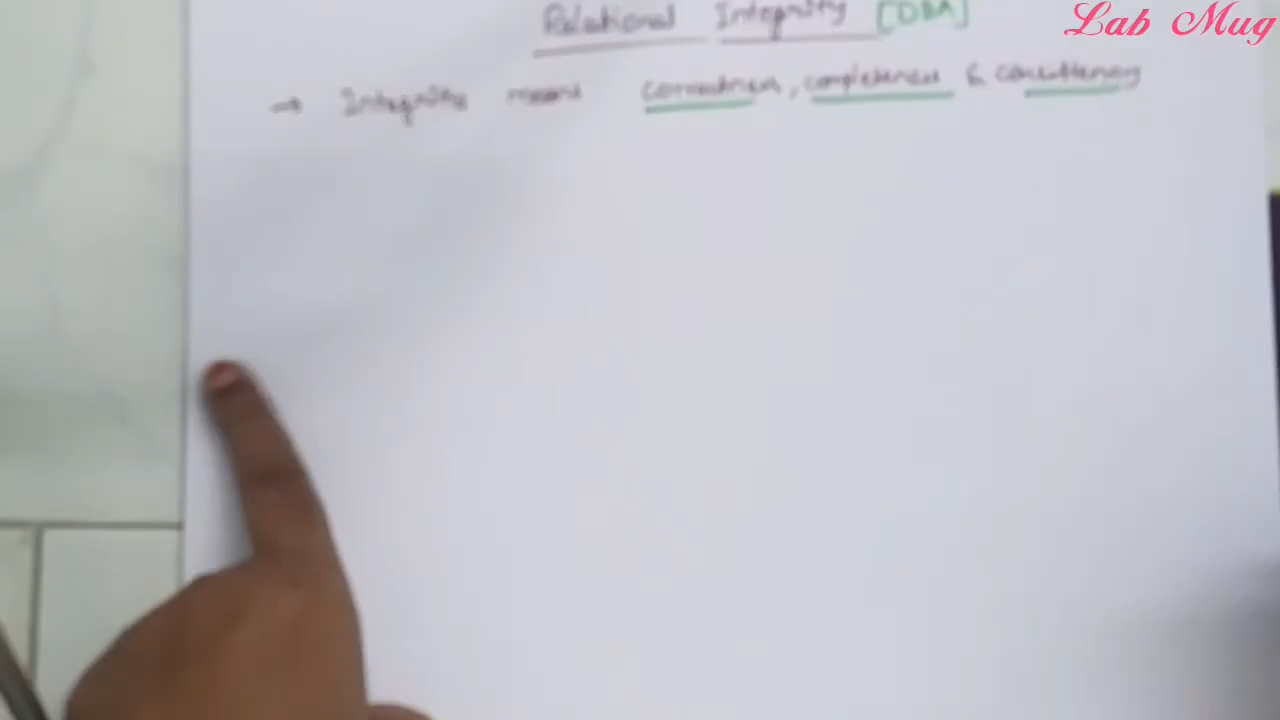 Relational Integrity [DBA]
Lab Mug
→ Integrity means correctness, completeness & consistency